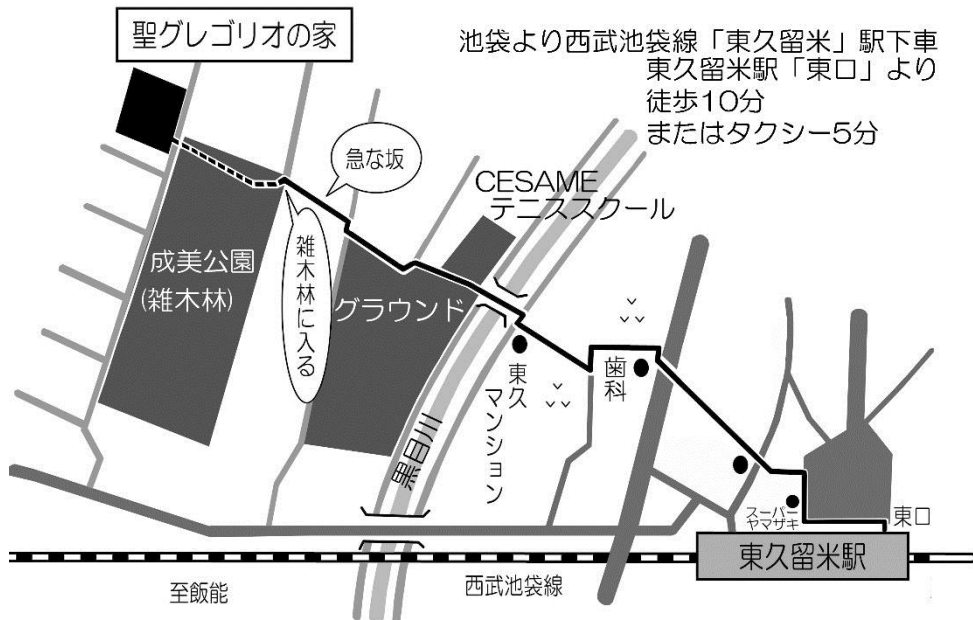 聖グレゴリオの家
池袋より西武池袋線「東久留米」駅下車
東久留米駅「東口」より
徒歩10分
またはタクシー5分
急な坂
CESAME
テニススクール
成美公園
(雑木林)
雑木林に入る
グラウンド
東久
マンション
歯科
黒目川
スーパー
ヤマザキ
東口
東久留米駅
至飯能
西武池袋線